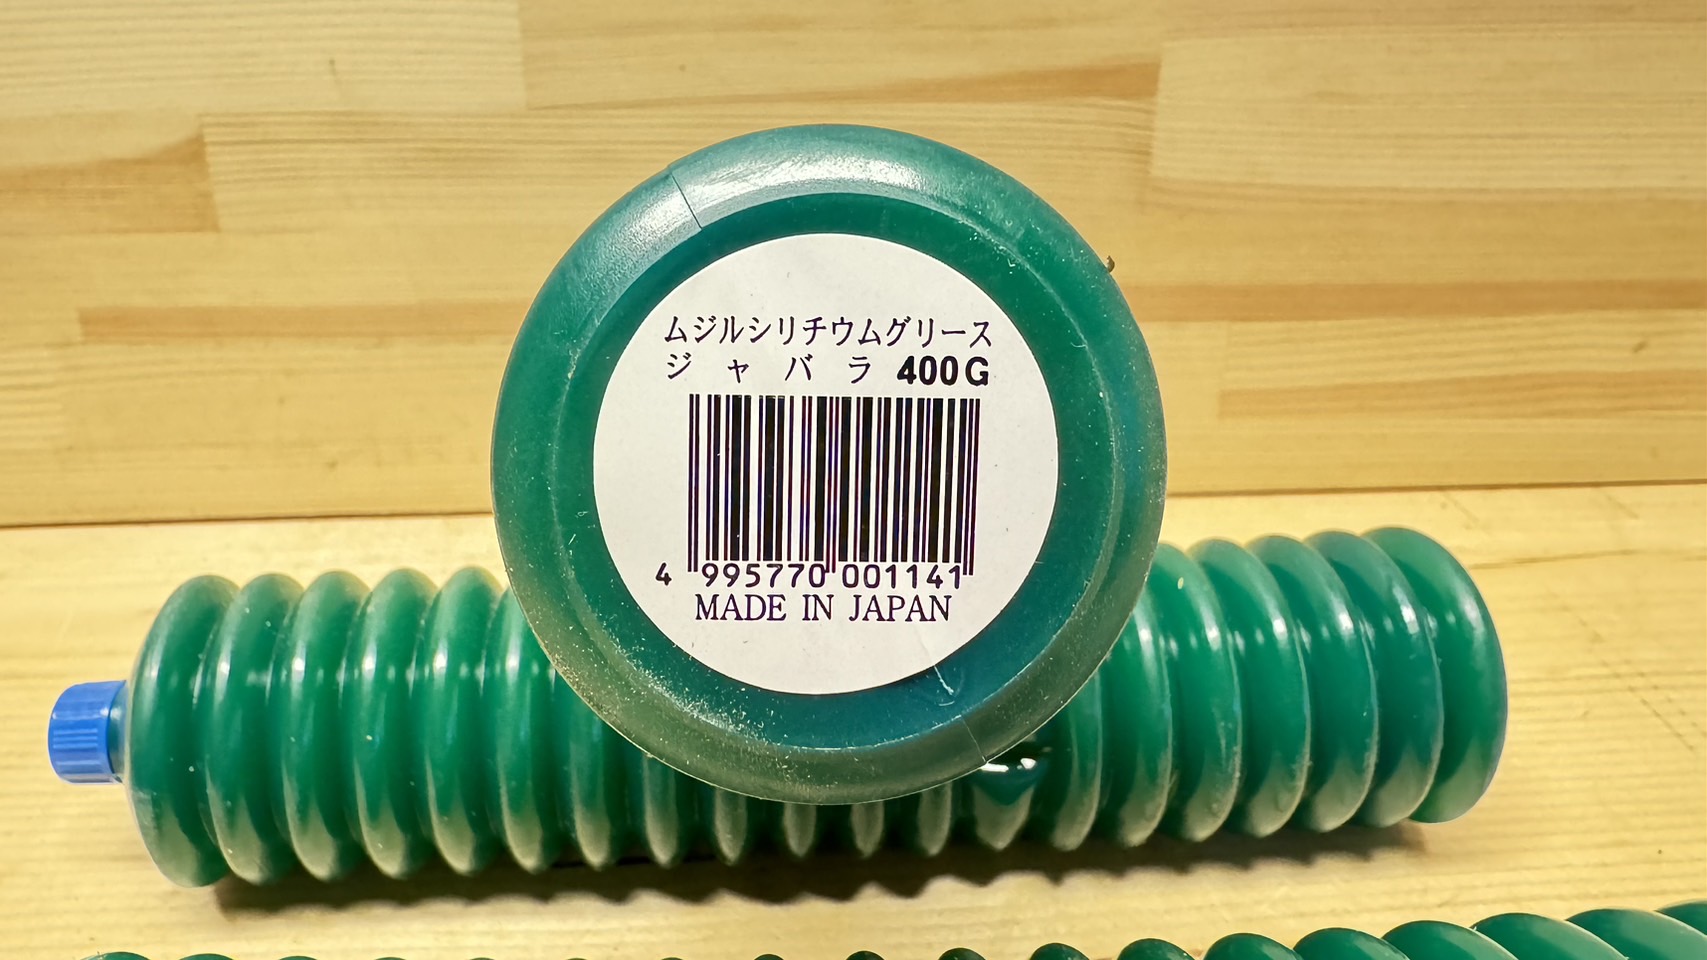 ムジルシリチウムグリース
ジャバラ 400G
4 995770 001141
MADE IN JAPAN